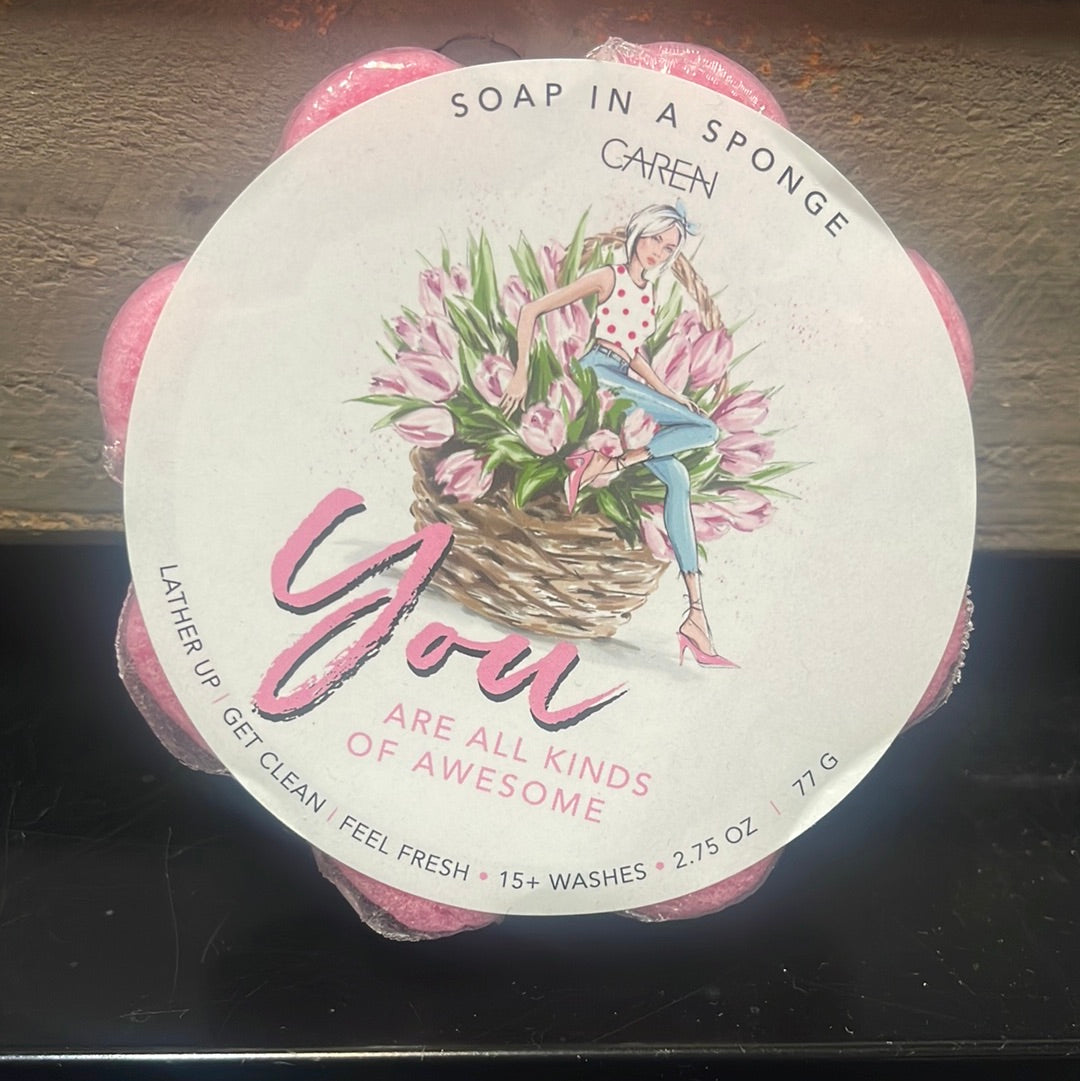 SOAP IN A SPONGE
CAREN
You
ARE ALL KINDS
OF AWESOME
LATHER UP | GET CLEAN | FEEL FRESH • 15+ WASHES • 2.75 OZ | 77 G